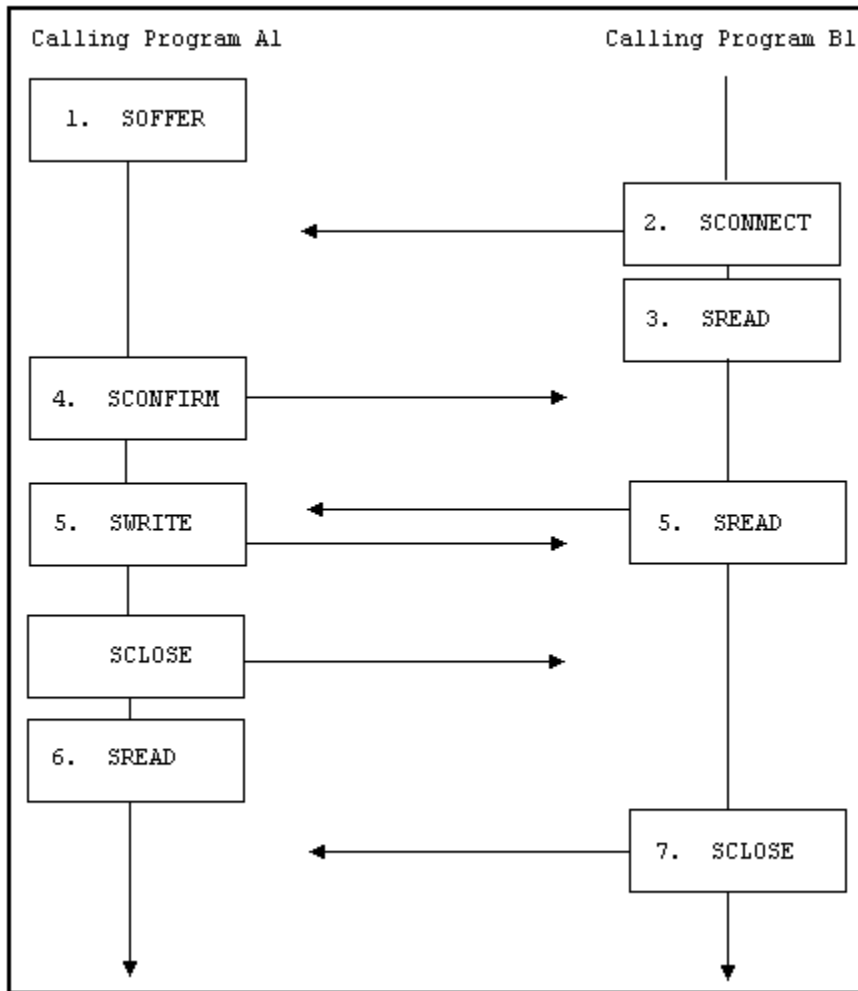 Calling Program A1
Calling Program B1
1. SOFFER
2. SCONNECT
3. SREAD
4. SCONFIRM
5. SWRITE
5. SREAD
SCLOSE
6. SREAD
7. SCLOSE